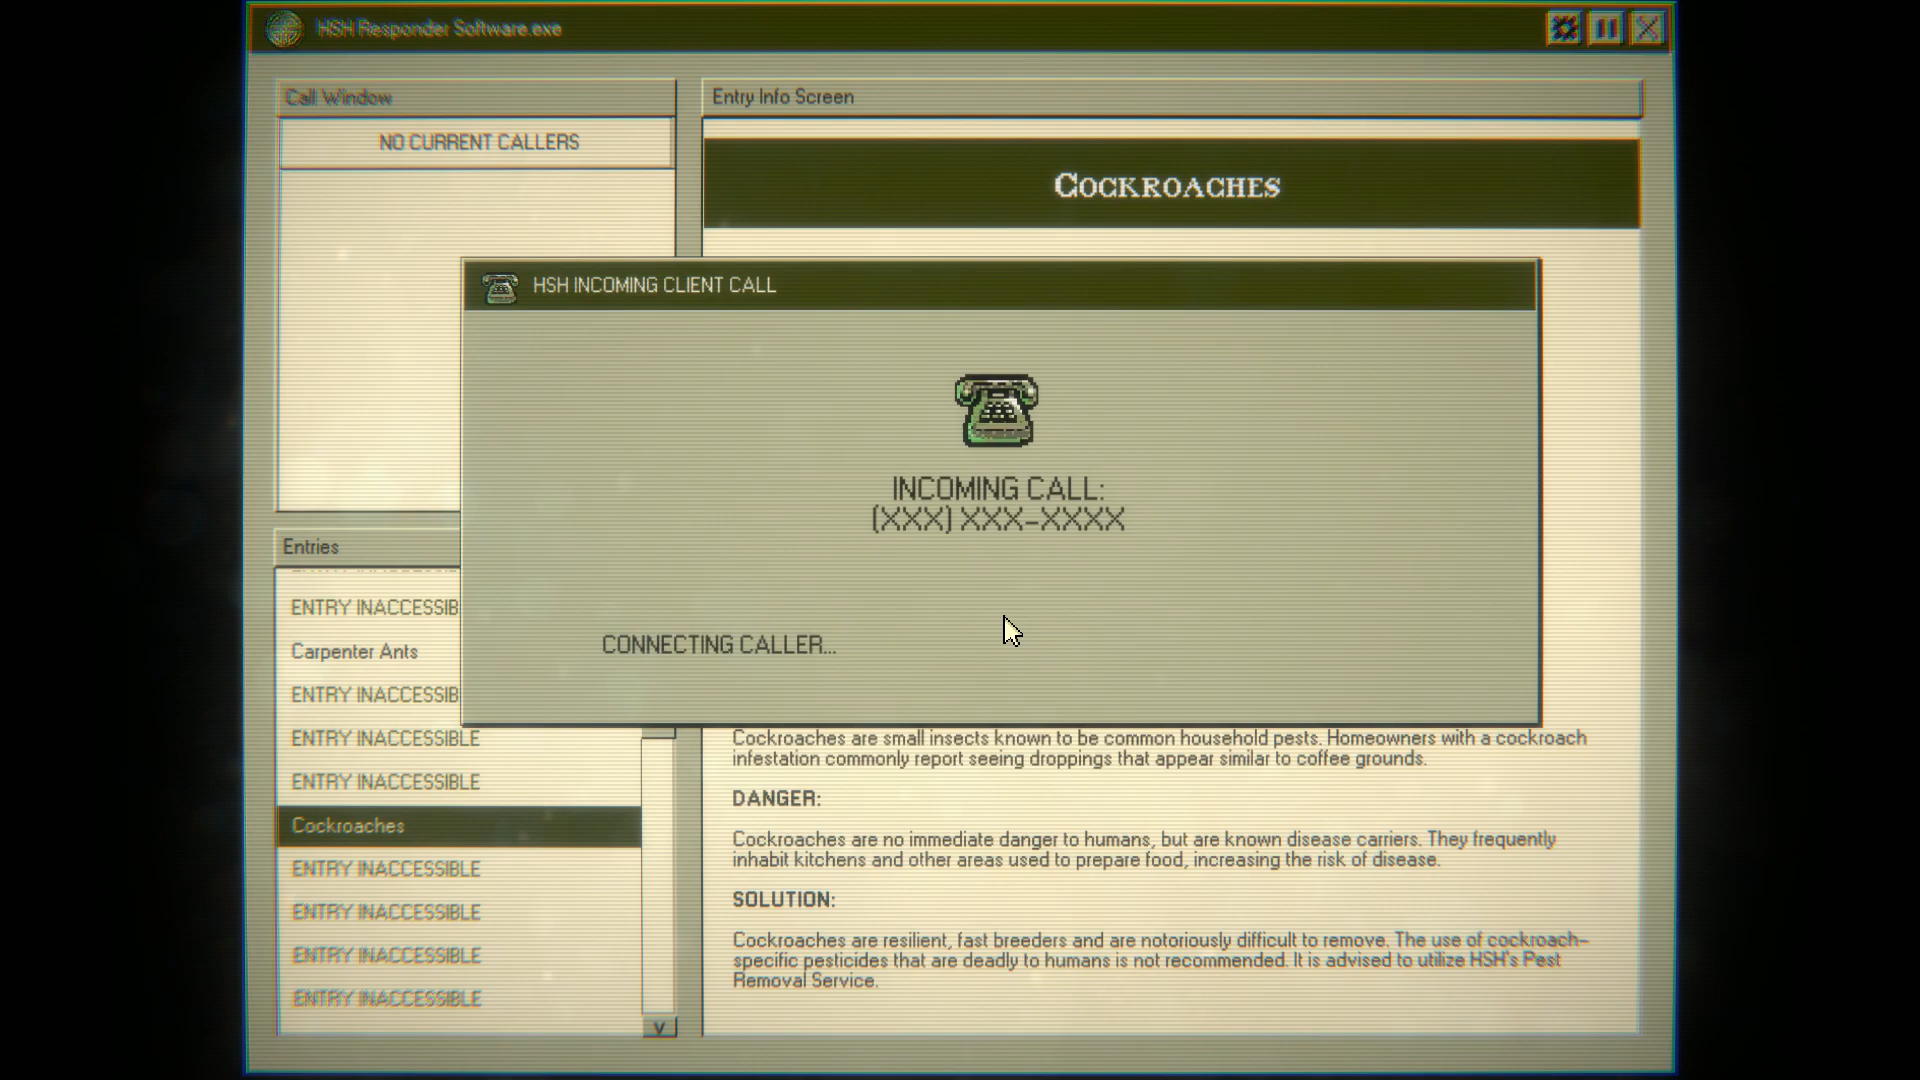 HSH Responder Software.exe
Call Window
NO CURRENT CALLERS
Entry Info Screen
COCKROACHES
HSH INCOMING CLIENT CALL
INCOMING CALL:
(XXX) XXX-XXXX
CONNECTING CALLER...
Entries
ENTRY INACCESSIB
Carpenter Ants
ENTRY INACCESSIB
ENTRY INACCESSIBLE
ENTRY INACCESSIBLE
Cockroaches
ENTRY INACCESSIBLE
ENTRY INACCESSIBLE
ENTRY INACCESSIBLE
ENTRY INACCESSIBLE
V
Cockroaches are small insects known to be common household pests. Homeowners with a cockroach
infestation commonly report seeing droppings that appear similar to coffee grounds.
DANGER:
Cockroaches are no immediate danger to humans, but are known disease carriers. They frequently
inhabit kitchens and other areas used to prepare food, increasing the risk of disease.
SOLUTION:
Cockroaches are resilient, fast breeders and are notoriously difficult to remove. The use of cockroach-
specific pesticides that are deadly to humans is not recommended. It is advised to utilize HSH's Pest
Removal Service.